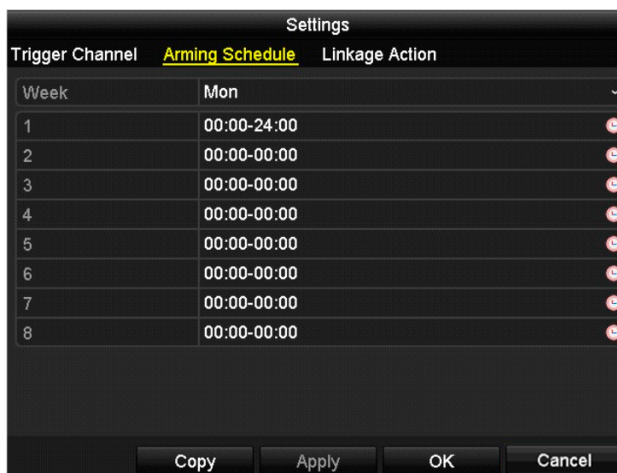 Settings
Trigger Channel Arming Schedule Linkage Action
Week Mon
1 00:00-24:00
2 00:00-00:00
3 00:00-00:00
4 00:00-00:00
5 00:00-00:00
6 00:00-00:00
7 00:00-00:00
8 00:00-00:00
Copy Apply OK Cancel